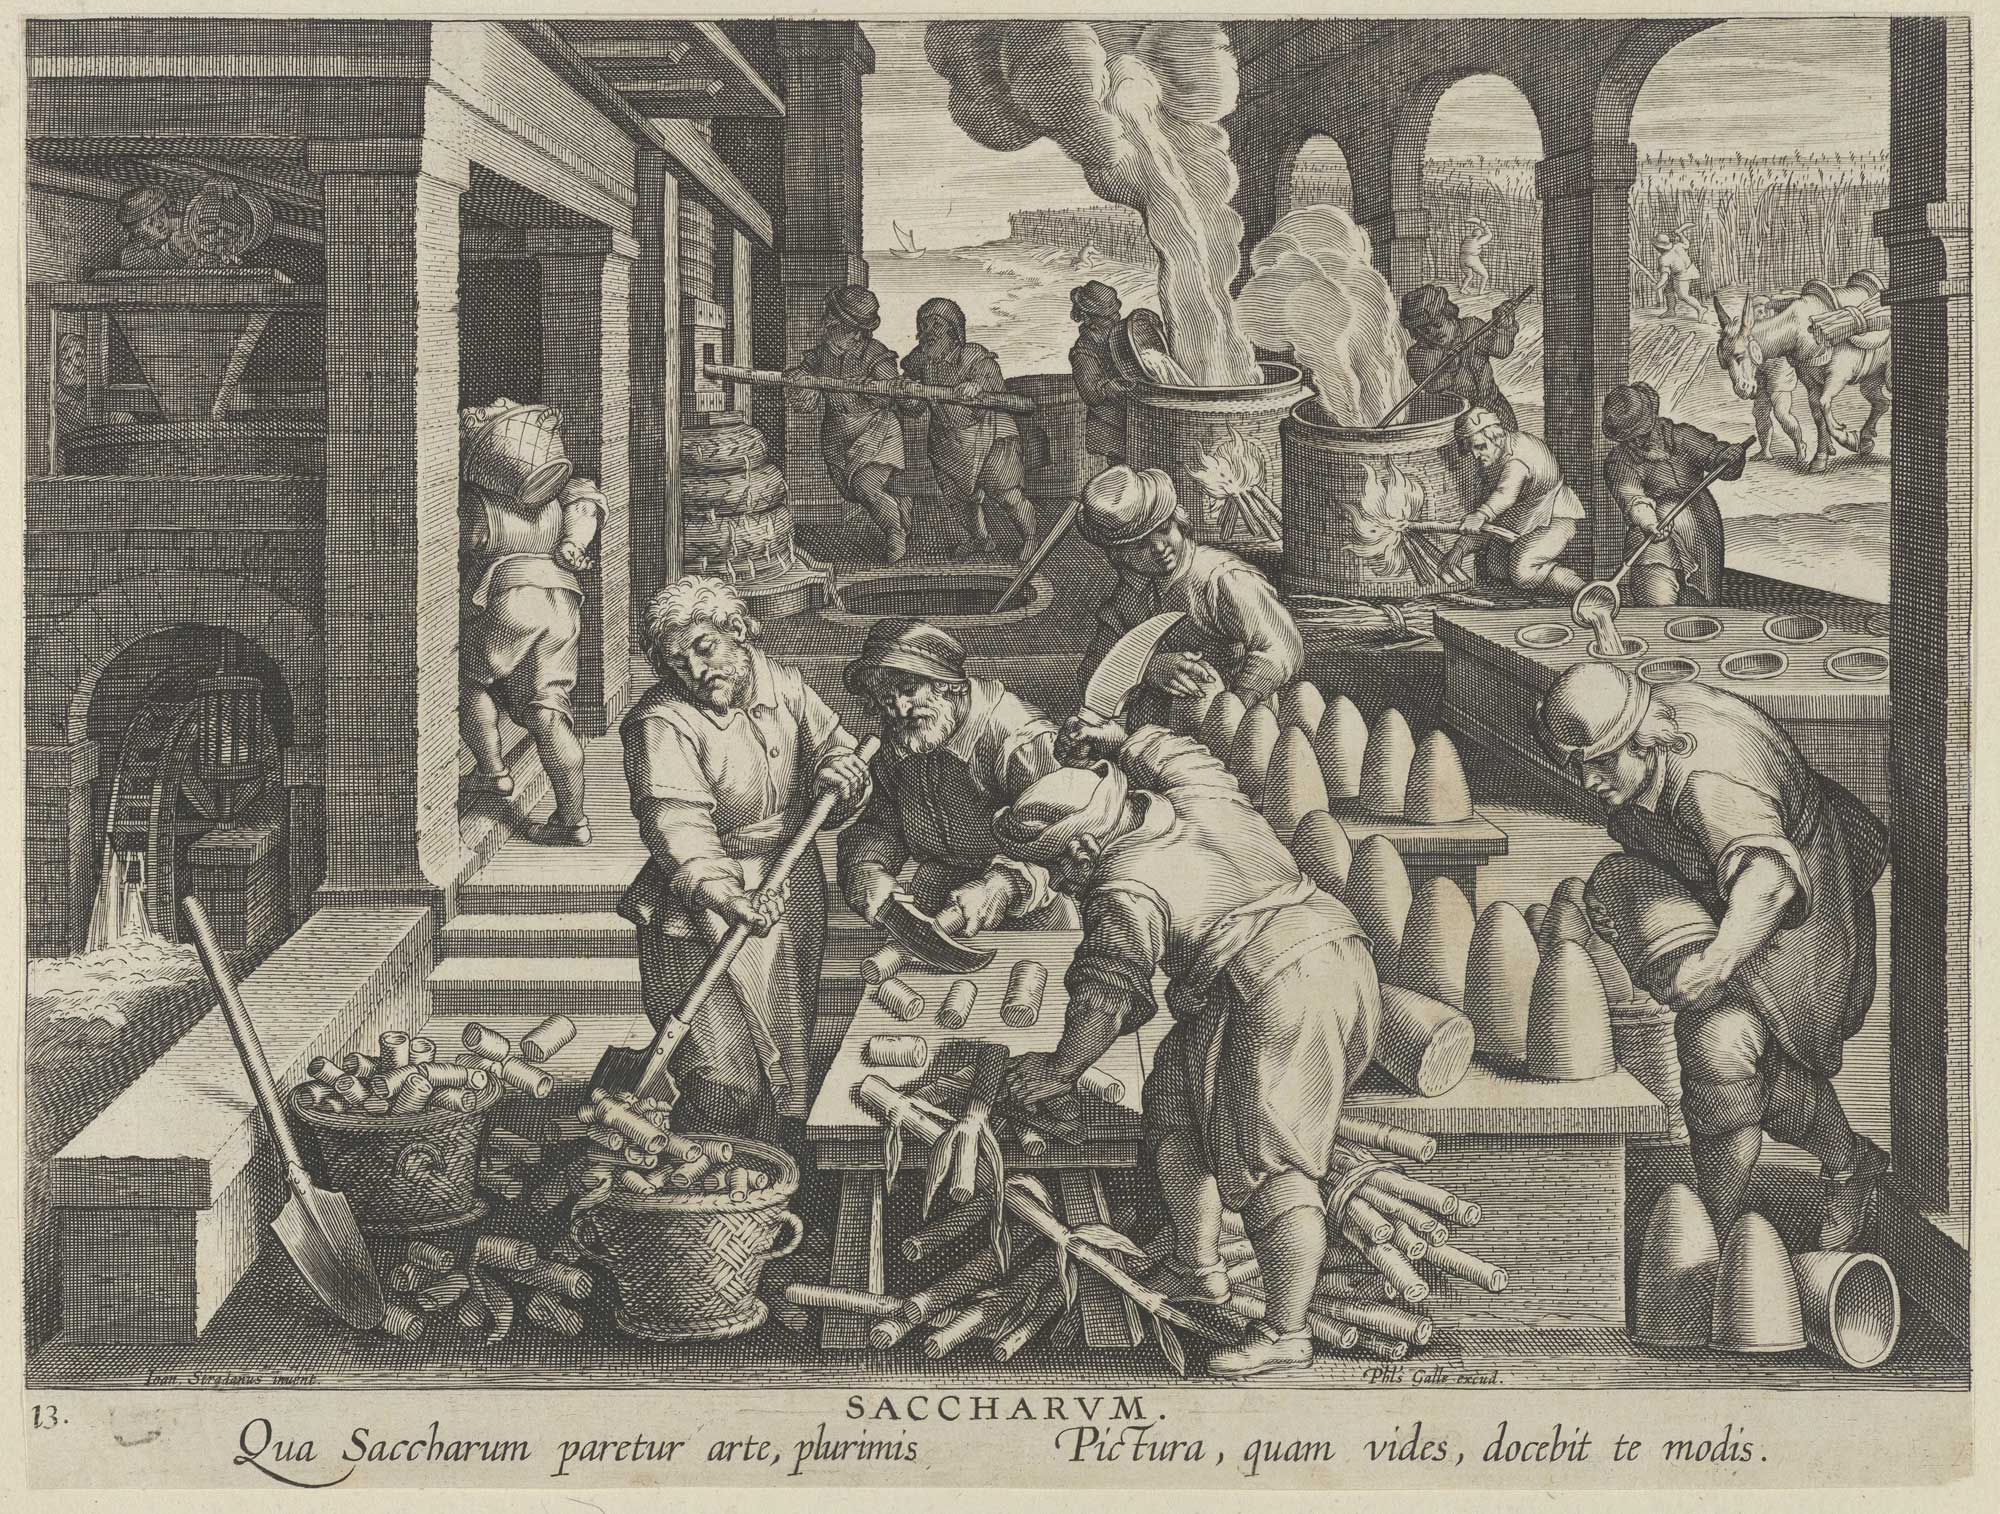 Ioan. Stradanus invent.
Phls Galle excud.
13.
SACCHARVM.
Qua Saccharum paretur arte, plurimis
Pictura, quam vides, docebit te modis.